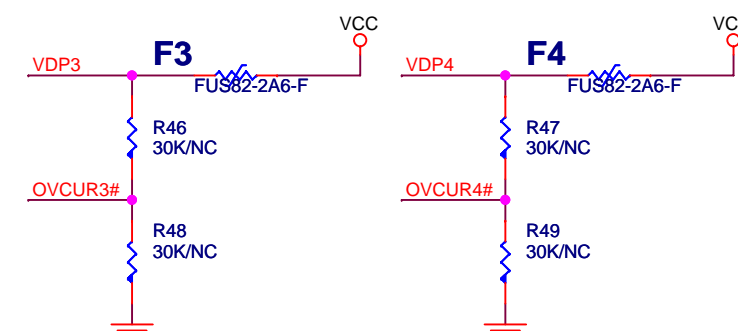 VCC
VDP3
F3
FUS82-2A6-F
R46
30K/NC
OVCUR3#
R48
30K/NC
VC
VDP4
F4
FUS82-2A6-F
R47
30K/NC
OVCUR4#
R49
30K/NC